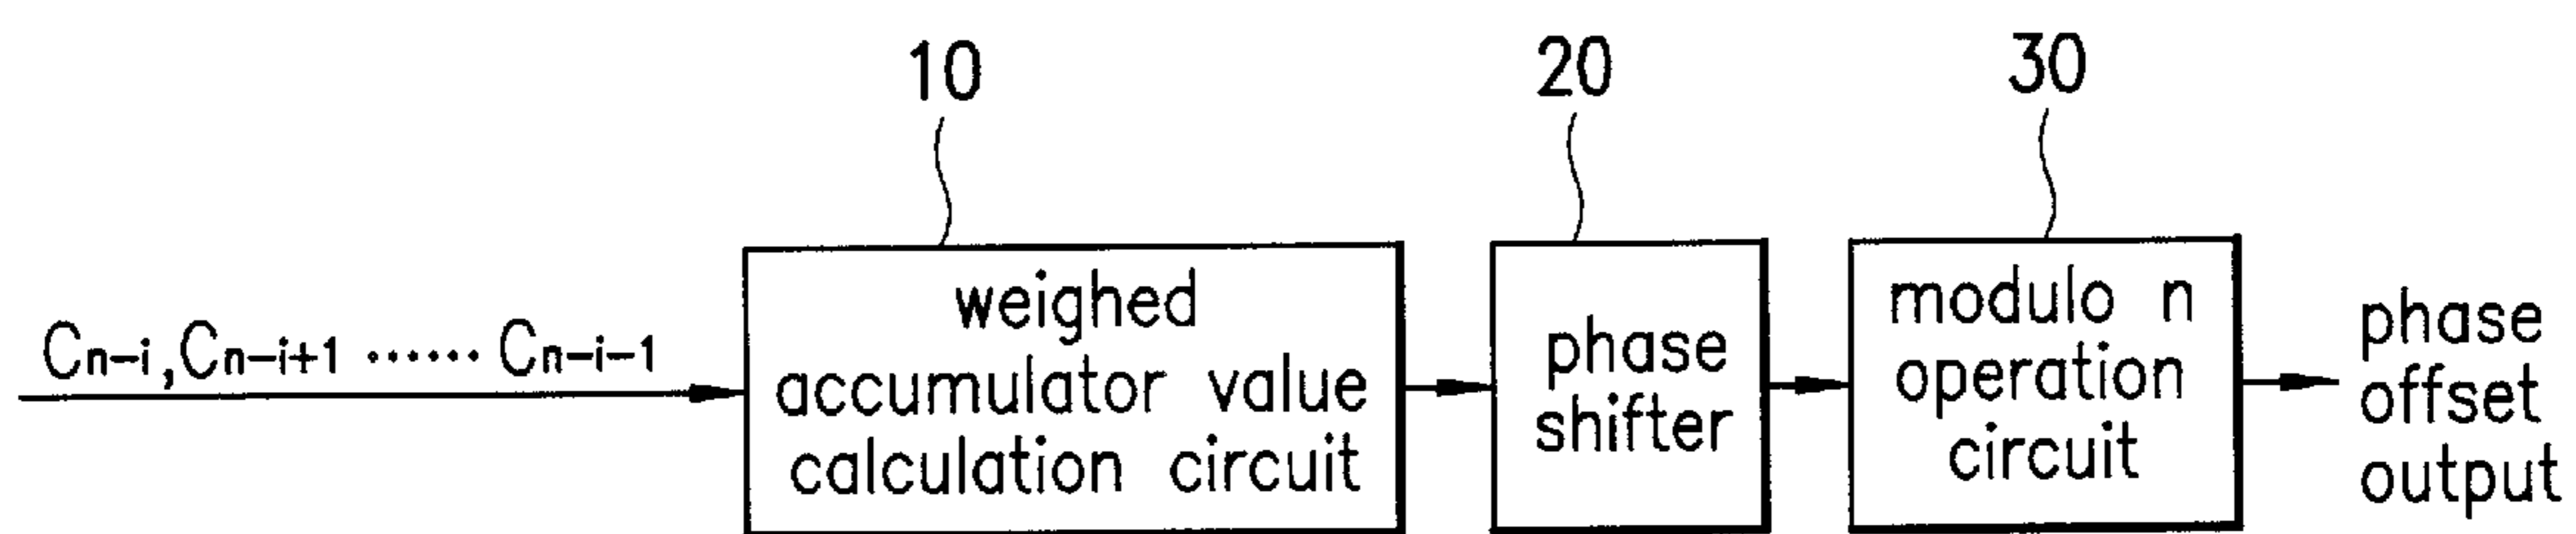 10
20
30
Cn-i,Cn-i+1 ······ Cn-i-1
weighed
accumulator value
calculation circuit
phase
shifter
modulo n
operation
circuit
phase
offset
output